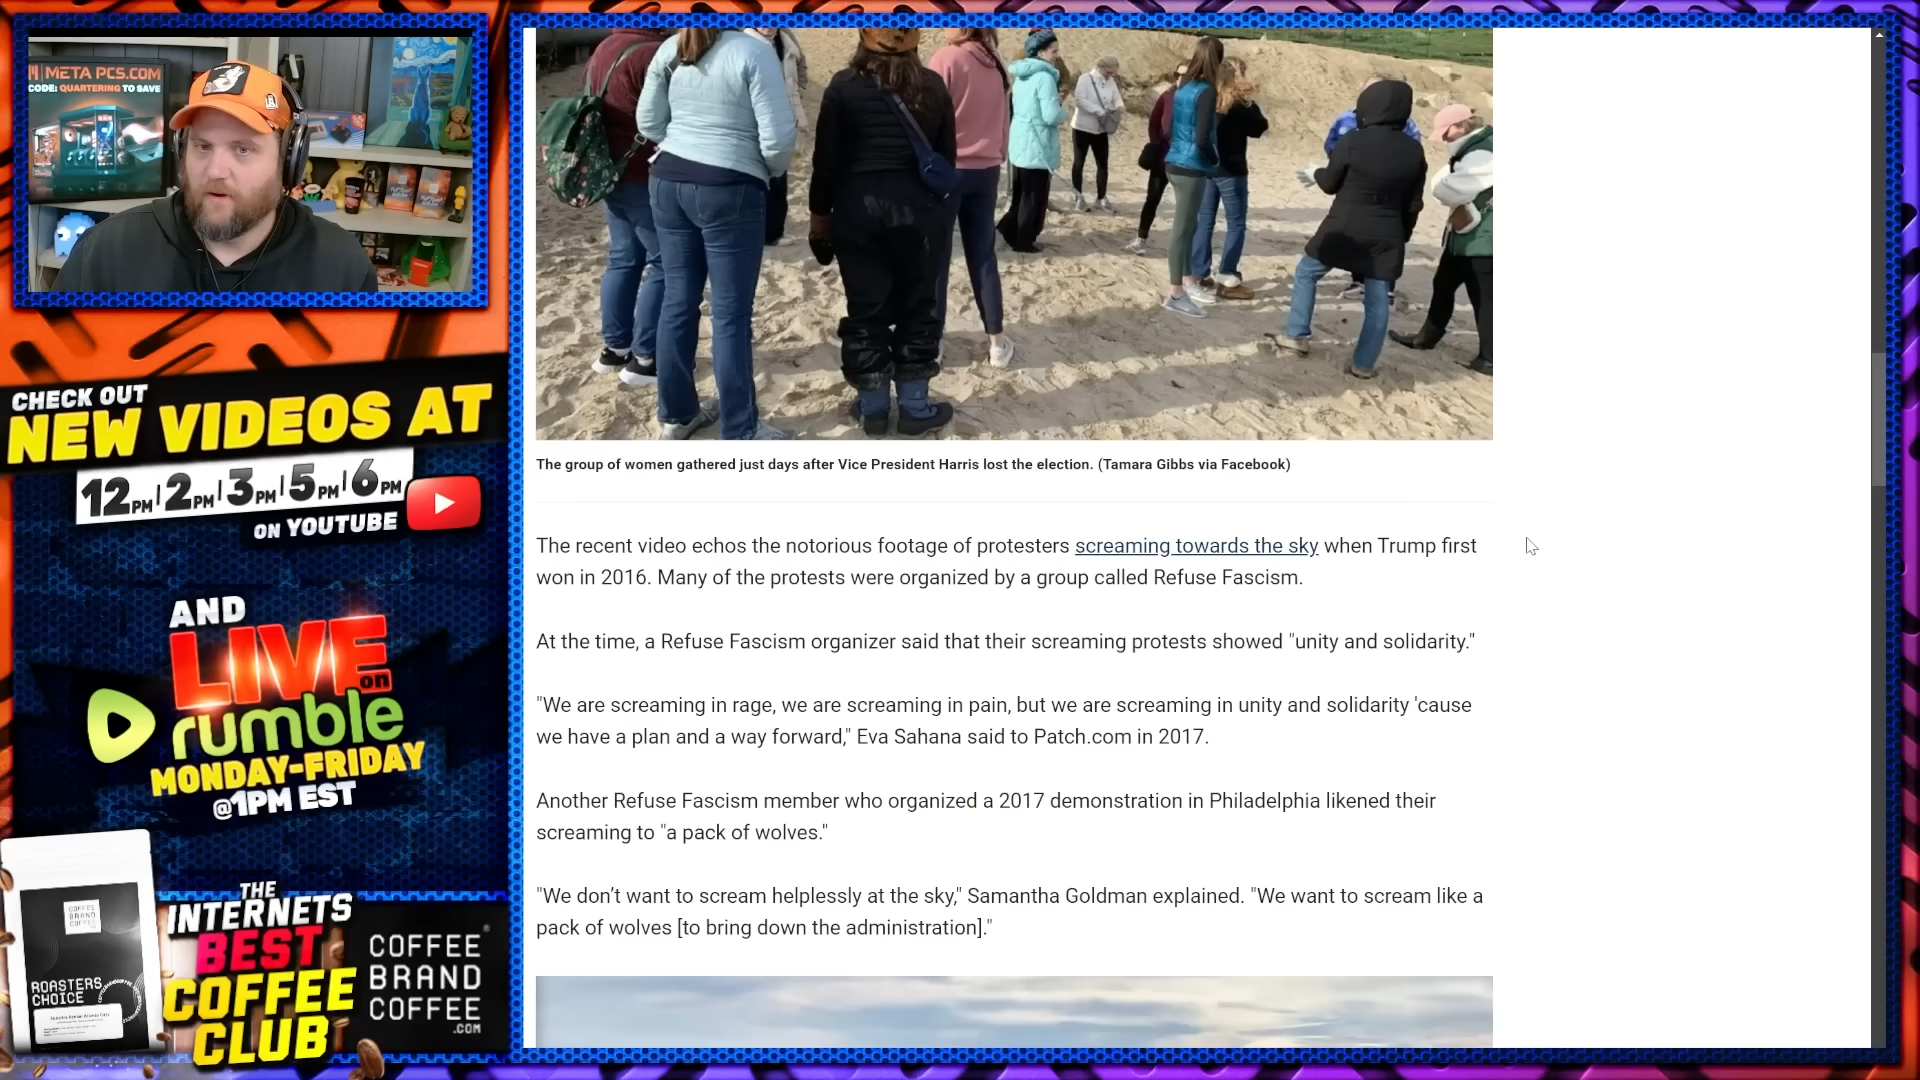 META PCS.COM
CODE: QUARTERING TO SAVE
CHECK OUT
NEW VIDEOS AT
12PM | 2PM | 3PM | 5PM | 6PM
ON YOUTUBE
AND
LIVE
on
rumble
MONDAY-FRIDAY
@1PM EST
THE
INTERNETS
BEST
COFFEE
CLUB
COFFEE
BRAND
COFFEE
ROASTERS
CHOICE
COFFEE
BRAND
COFFEE
.COM
The group of women gathered just days after Vice President Harris lost the election. (Tamara Gibbs via Facebook)
The recent video echos the notorious footage of protesters screaming towards the sky when Trump first
won in 2016. Many of the protests were organized by a group called Refuse Fascism.
At the time, a Refuse Fascism organizer said that their screaming protests showed "unity and solidarity."
"We are screaming in rage, we are screaming in pain, but we are screaming in unity and solidarity 'cause
we have a plan and a way forward," Eva Sahana said to Patch.com in 2017.
Another Refuse Fascism member who organized a 2017 demonstration in Philadelphia likened their
screaming to "a pack of wolves."
"We don’t want to scream helplessly at the sky," Samantha Goldman explained. "We want to scream like a
pack of wolves [to bring down the administration]."